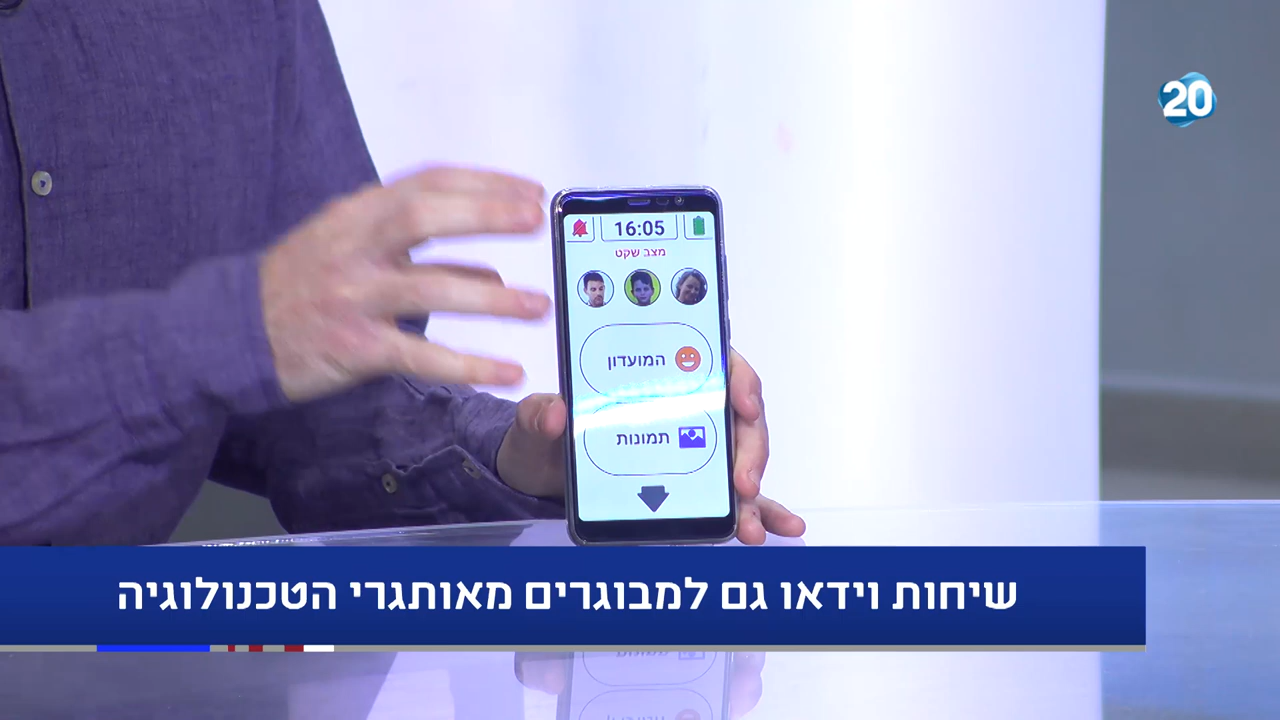 20
16:05
מצב שקט
המועדון
תמונות
שיחות וידאו גם למבוגרים מאותגרי הטכנולוגיה